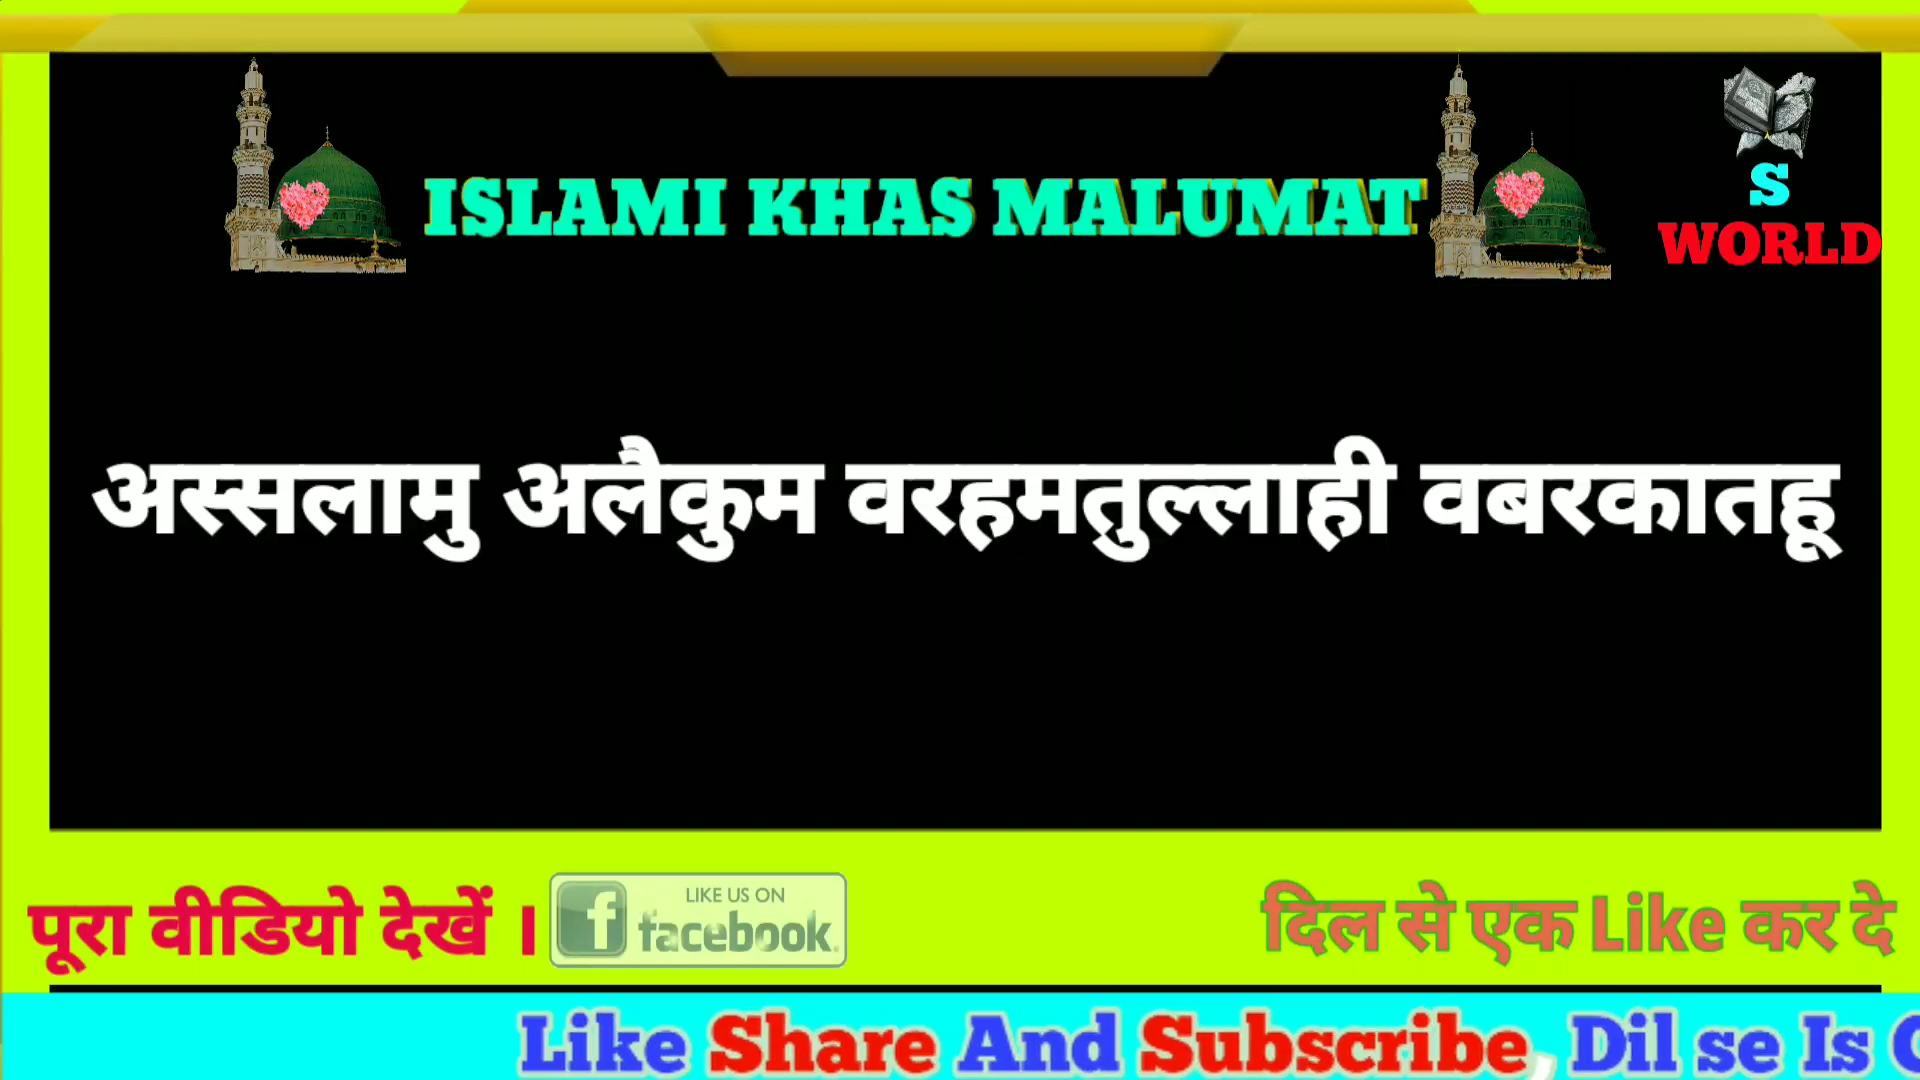 ISLAMI KHAS MALUMAT
S
WORLD
अस्सलामु अलैकुम वरहमतुल्लाही वबरकातहू
पूरा वीडियो देखें ।
LIKE US ON
facebook.
दिल से एक Like कर दे
Like Share And Subscribe, Dil se Is